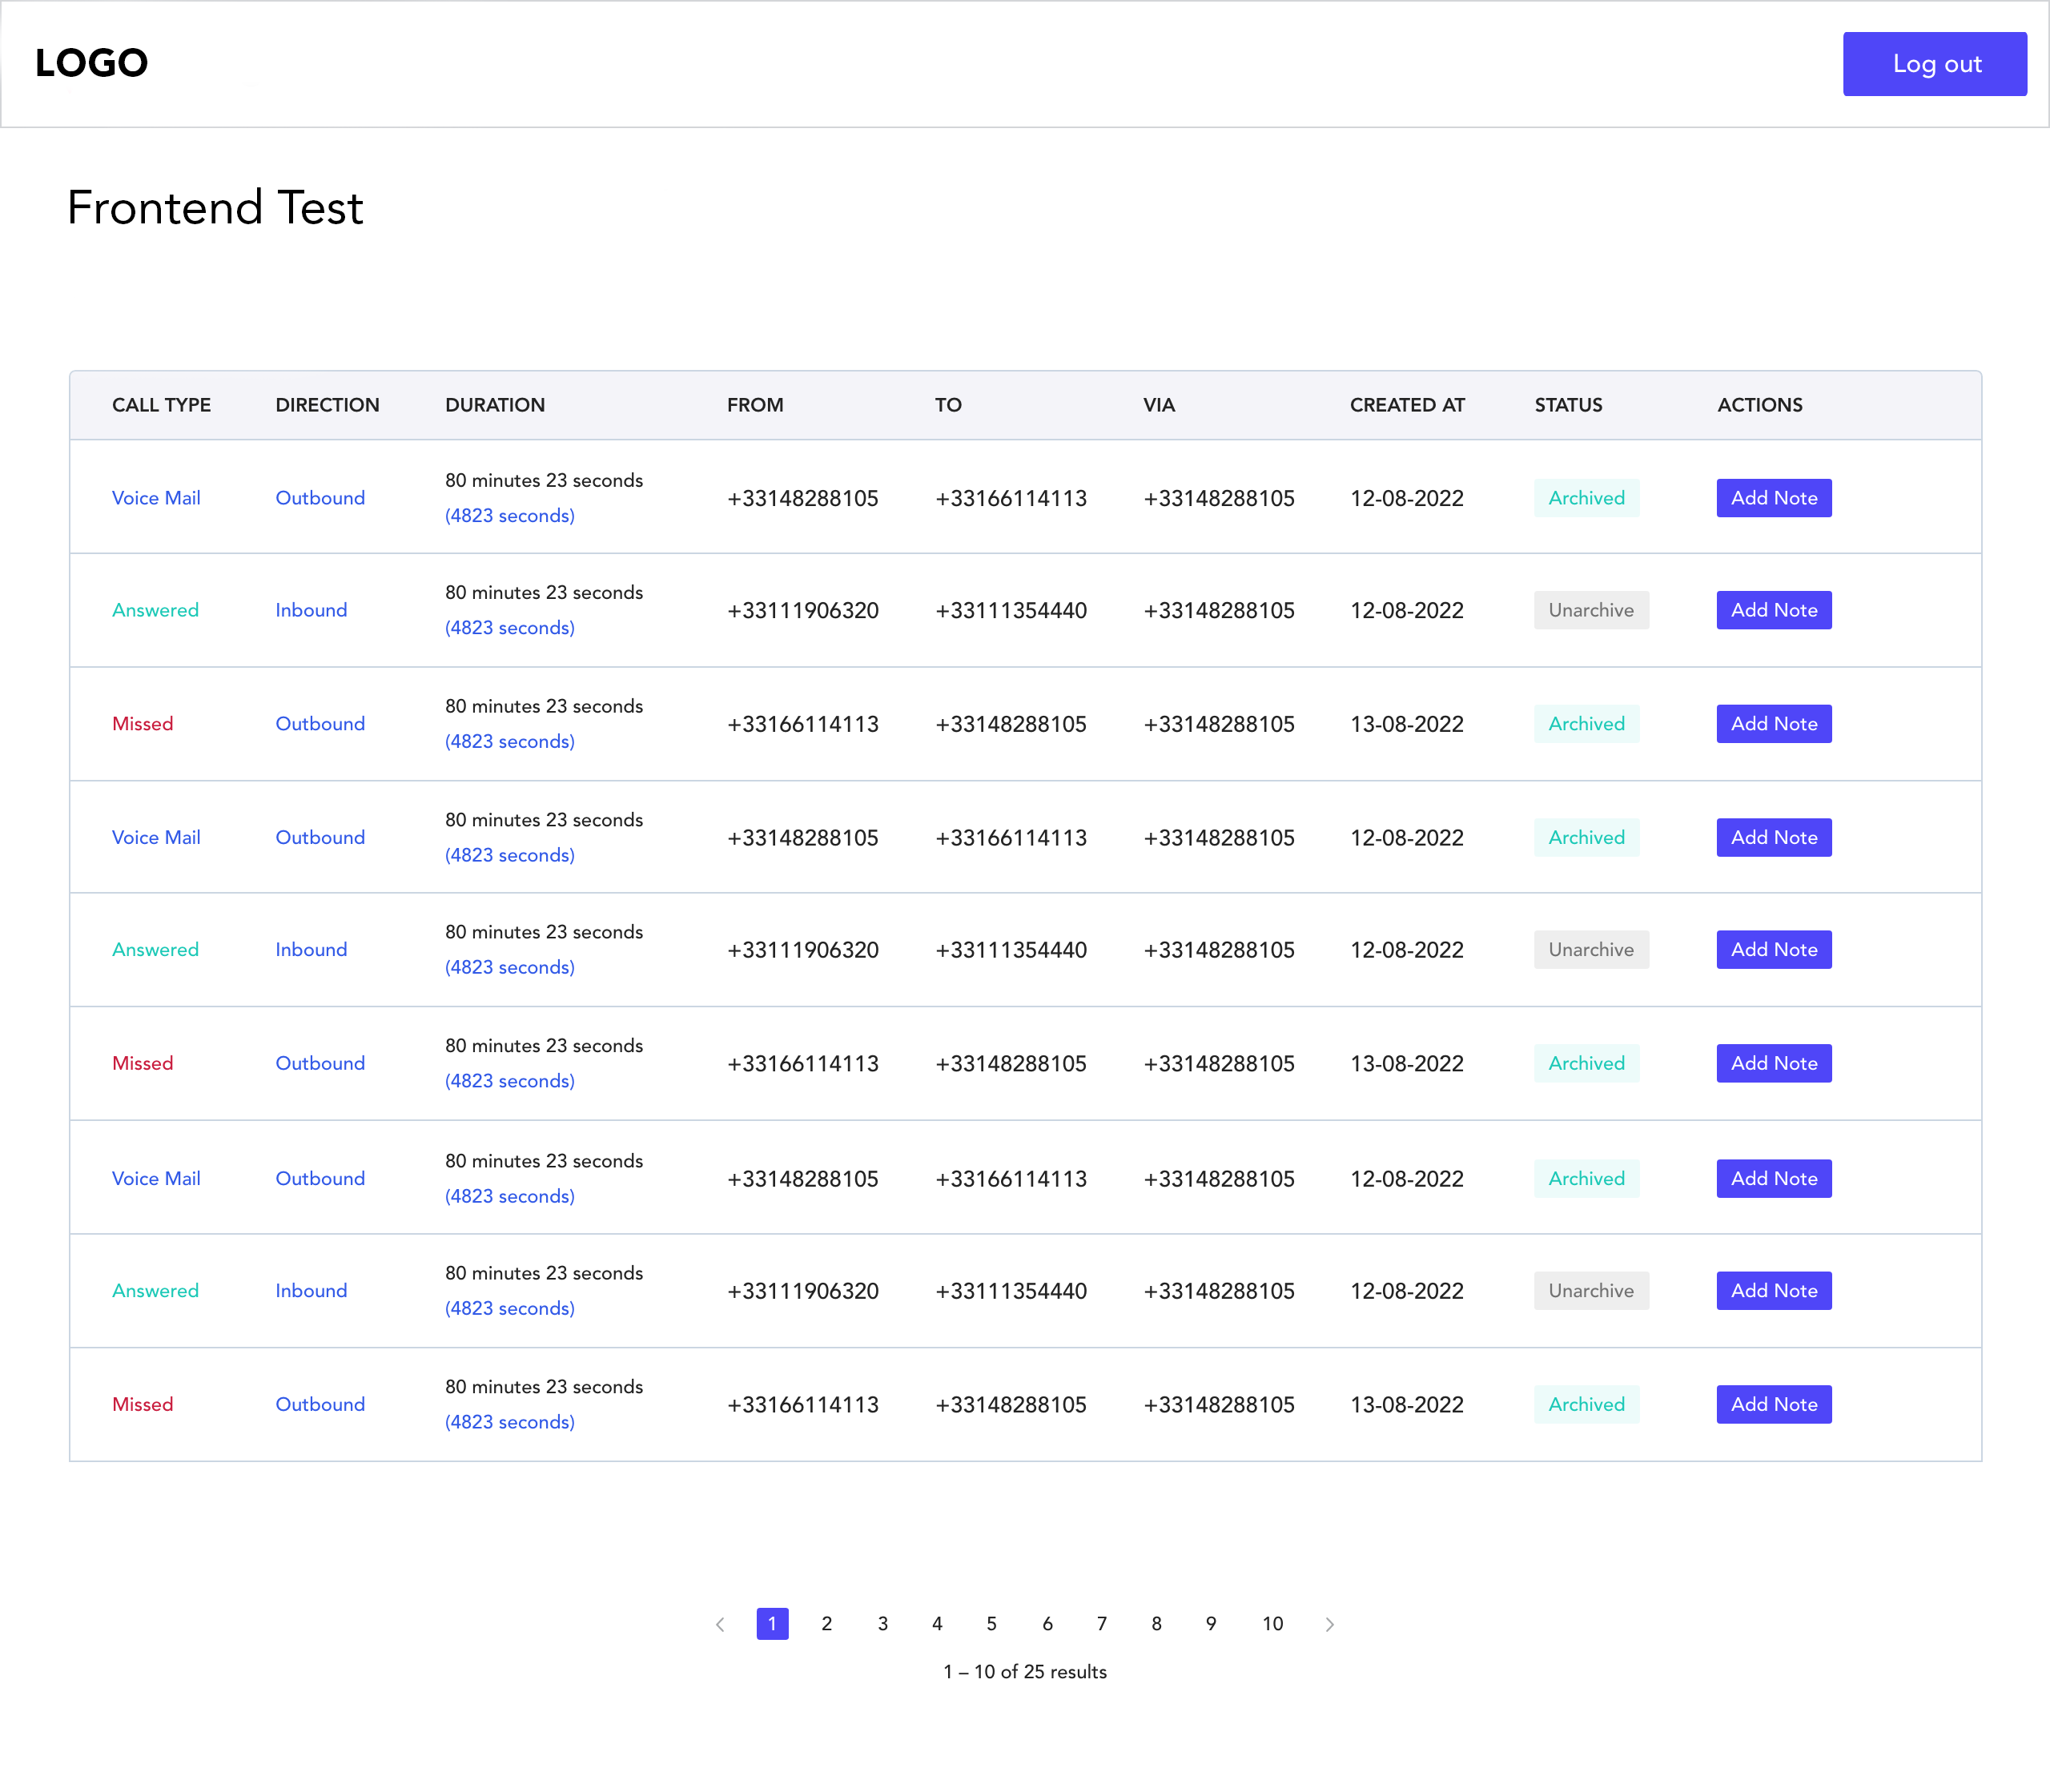 LOGO
Log out
Frontend Test
CALL TYPE DIRECTION DURATION FROM TO VIA CREATED AT STATUS ACTIONS
80 minutes 23 seconds
Voice Mail Outbound +33148288105 +33166114113 +33148288105 12-08-2022 Archived Add Note
(4823 seconds)
80 minutes 23 seconds
Answered Inbound +33111906320 +33111354440 +33148288105 12-08-2022 Unarchive Add Note
(4823 seconds)
80 minutes 23 seconds
Missed Outbound +33166114113 +33148288105 +33148288105 13-08-2022 Archived Add Note
(4823 seconds)
80 minutes 23 seconds
Voice Mail Outbound +33148288105 +33166114113 +33148288105 12-08-2022 Archived Add Note
(4823 seconds)
80 minutes 23 seconds
Answered Inbound +33111906320 +33111354440 +33148288105 12-08-2022 Unarchive Add Note
(4823 seconds)
80 minutes 23 seconds
Missed Outbound +33166114113 +33148288105 +33148288105 13-08-2022 Archived Add Note
(4823 seconds)
80 minutes 23 seconds
Voice Mail Outbound +33148288105 +33166114113 +33148288105 12-08-2022 Archived Add Note
(4823 seconds)
80 minutes 23 seconds
Answered Inbound +33111906320 +33111354440 +33148288105 12-08-2022 Unarchive Add Note
(4823 seconds)
80 minutes 23 seconds
Missed Outbound +33166114113 +33148288105 +33148288105 13-08-2022 Archived Add Note
(4823 seconds)
1 2 3 4 5 6 7 8 9 10
1 – 10 of 25 results